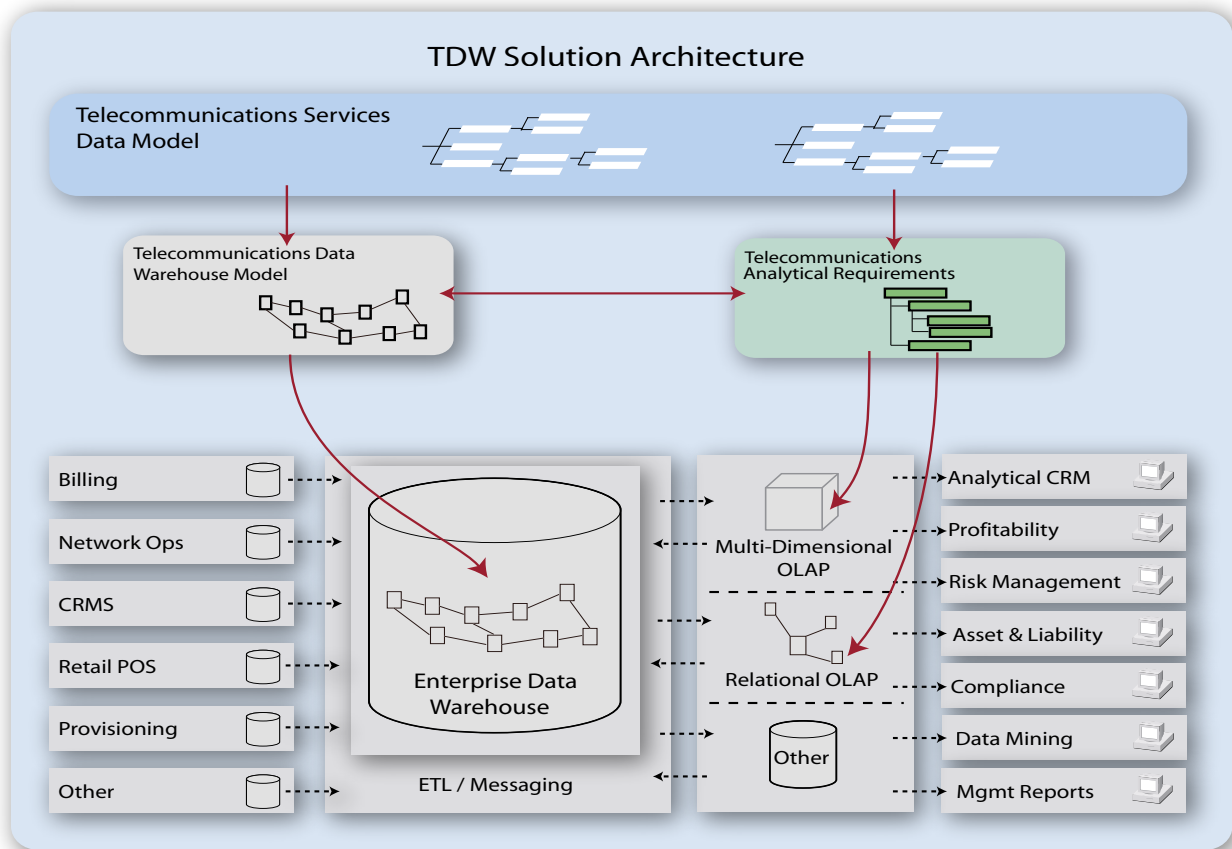 TDW Solution Architecture
Telecommunications Services
Data Model
Telecommunications Data
Warehouse Model
Telecommunications
Analytical Requirements
Billing
Network Ops
CRMS
Retail POS
Provisioning
Other
Enterprise Data
Warehouse
ETL / Messaging
Multi-Dimensional
OLAP
Relational OLAP
Other
Analytical CRM
Profitability
Risk Management
Asset & Liability
Compliance
Data Mining
Mgmt Reports